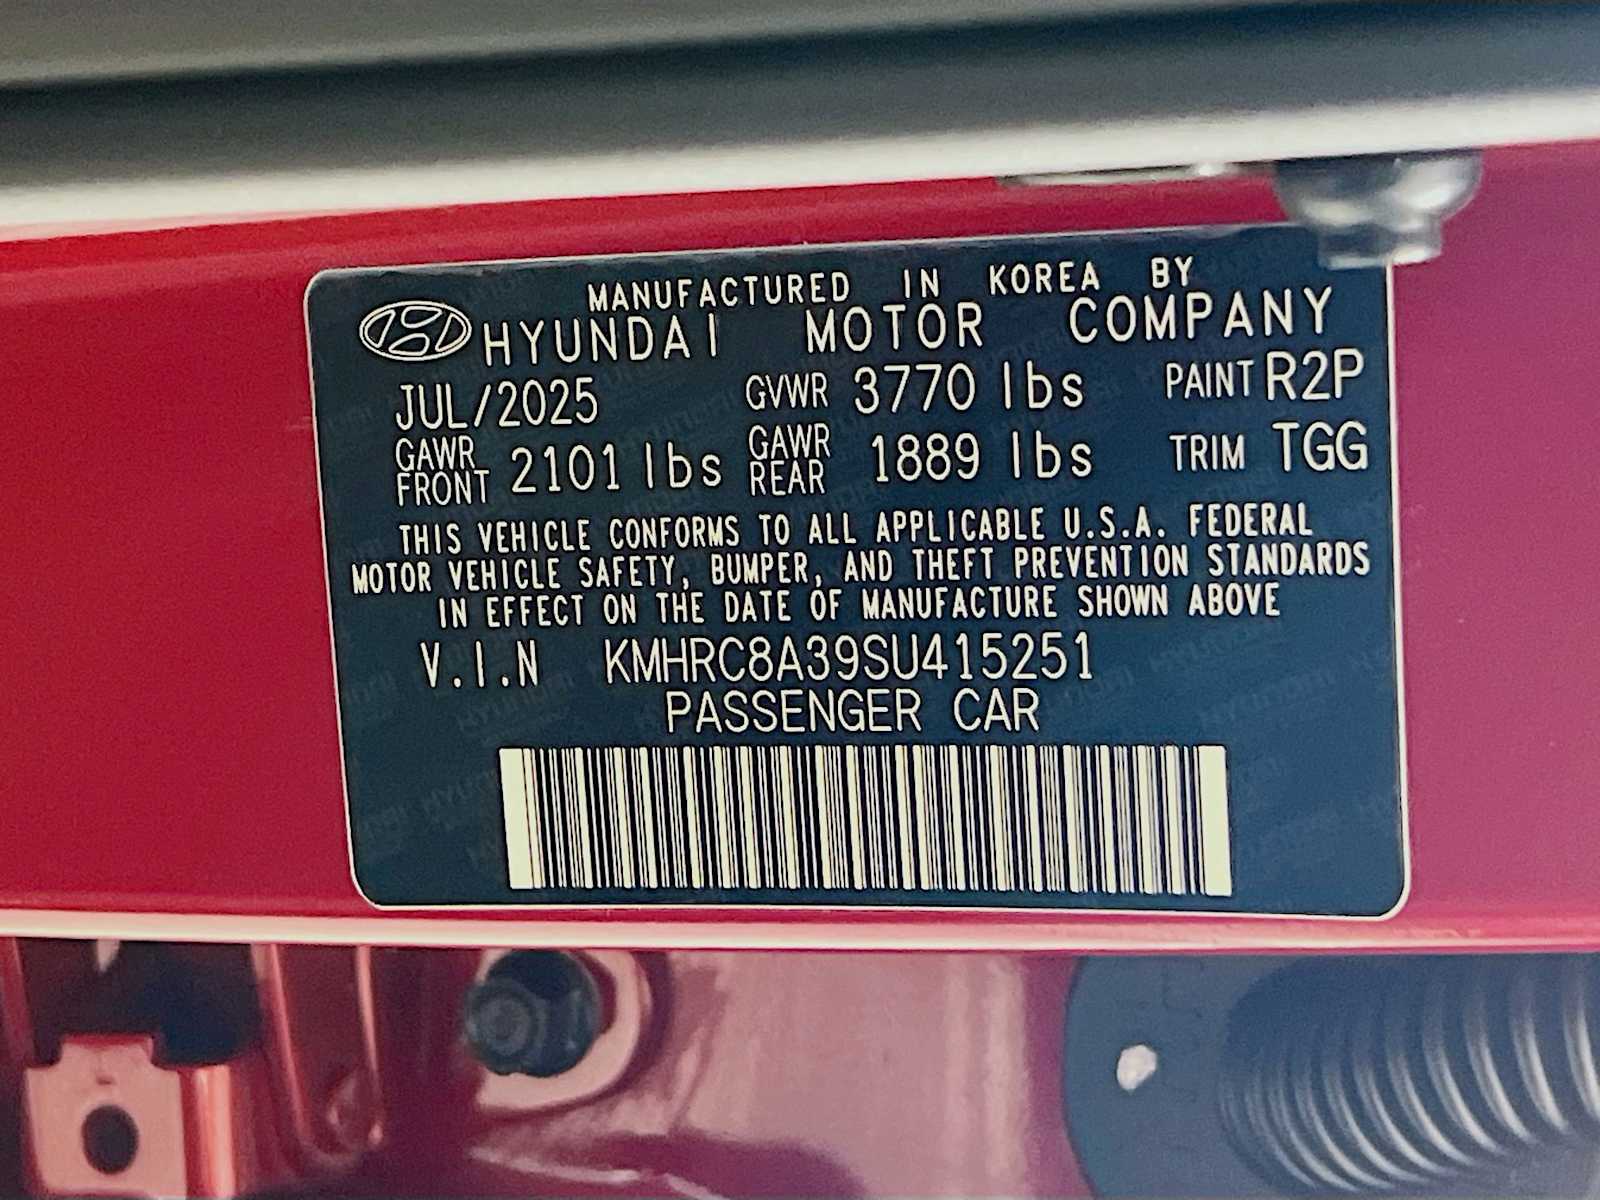 MANUFACTURED IN KOREA BY
HYUNDAI MOTOR COMPANY
JUL/2025 GVWR 3770 lbs PAINT R2P
GAWR FRONT 2101 lbs GAWR REAR 1889 lbs TRIM TGG
THIS VEHICLE CONFORMS TO ALL APPLICABLE U.S.A. FEDERAL
MOTOR VEHICLE SAFETY, BUMPER, AND THEFT PREVENTION STANDARDS
IN EFFECT ON THE DATE OF MANUFACTURE SHOWN ABOVE
V.I.N KMHRC8A39SU415251
PASSENGER CAR